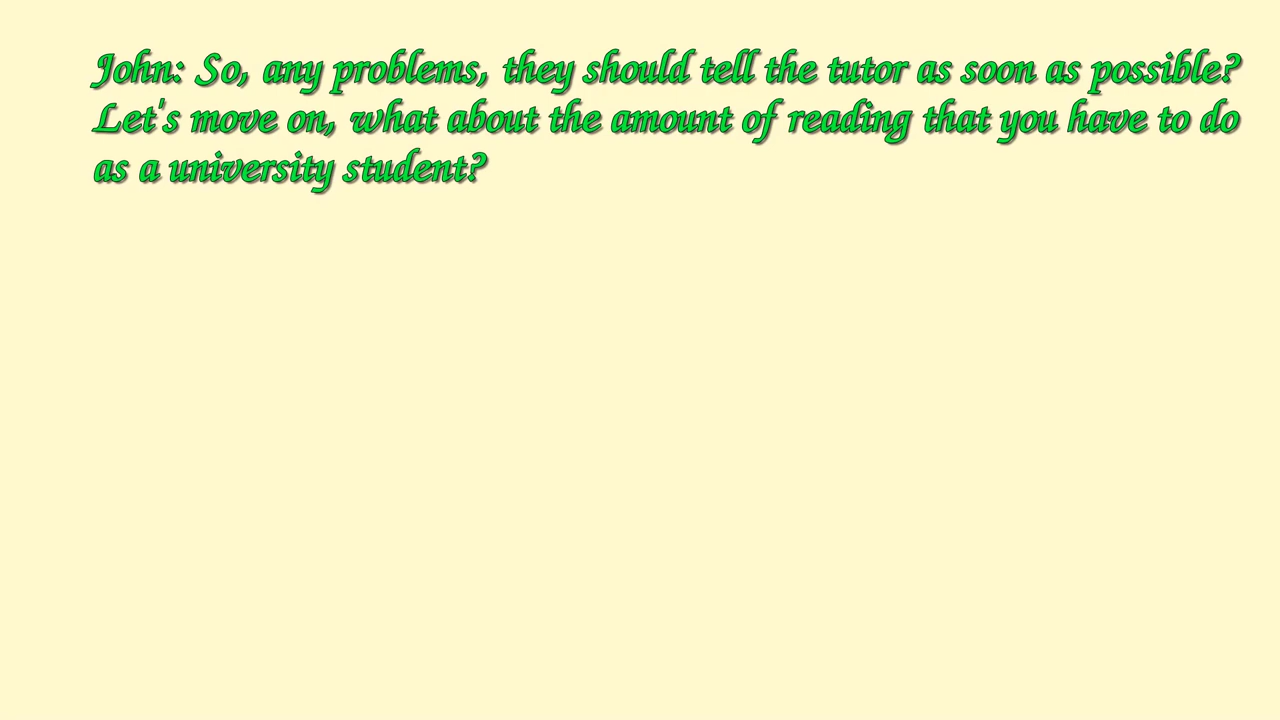 John: So, any problems, they should tell the tutor as soon as possible?
Let's move on, what about the amount of reading that you have to do
as a university student?